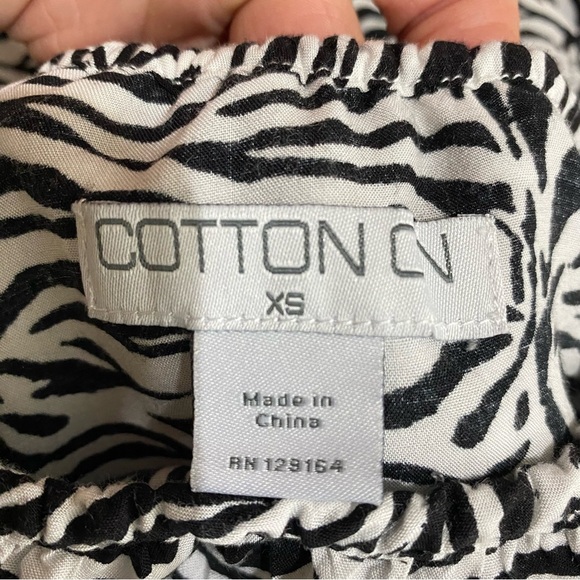 COTTON ON
XS
Made in
China
RN 129164